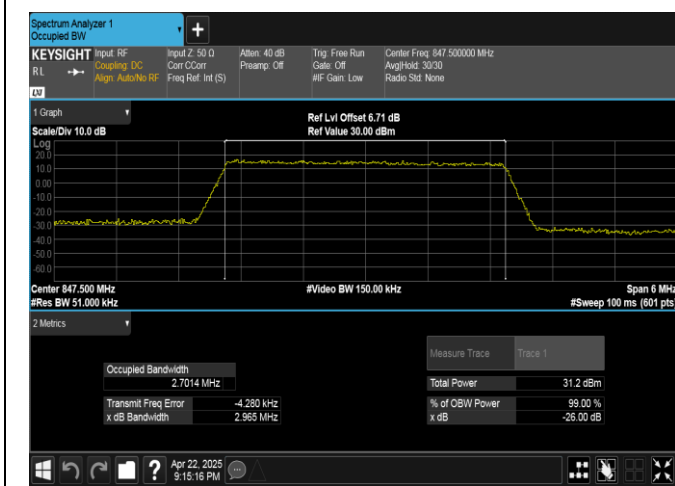 Spectrum Analyzer 1
Occupied BW
KEYSIGHT
R L
LXI
Input: RF
Coupling: DC
Align: Auto/No RF
Input Z: 50 Ω
Corr CCorr
Freq Ref: Int (S)
Atten: 40 dB
Preamp: Off
Trig: Free Run
Gate: Off
#IF Gain: Low
Center Freq: 847.500000 MHz
Avg|Hold: 30/30
Radio Std: None
1 Graph
Scale/Div 10.0 dB
Ref Lvl Offset 6.71 dB
Ref Value 30.00 dBm
Log
20.0
10.0
0.00
-10.0
-20.0
-30.0
-40.0
-50.0
-60.0
Center 847.500 MHz
#Video BW 150.00 kHz
Span 6 MHz
#Res BW 51.000 kHz
#Sweep 100 ms (601 pts
2 Metrics
Measure Trace
Trace 1
Occupied Bandwidth
2.7014 MHz
Total Power 31.2 dBm
Transmit Freq Error -4.280 kHz
% of OBW Power 99.00 %
x dB Bandwidth 2.965 MHz
x dB -26.00 dB
Apr 22, 2025
9:15:16 PM